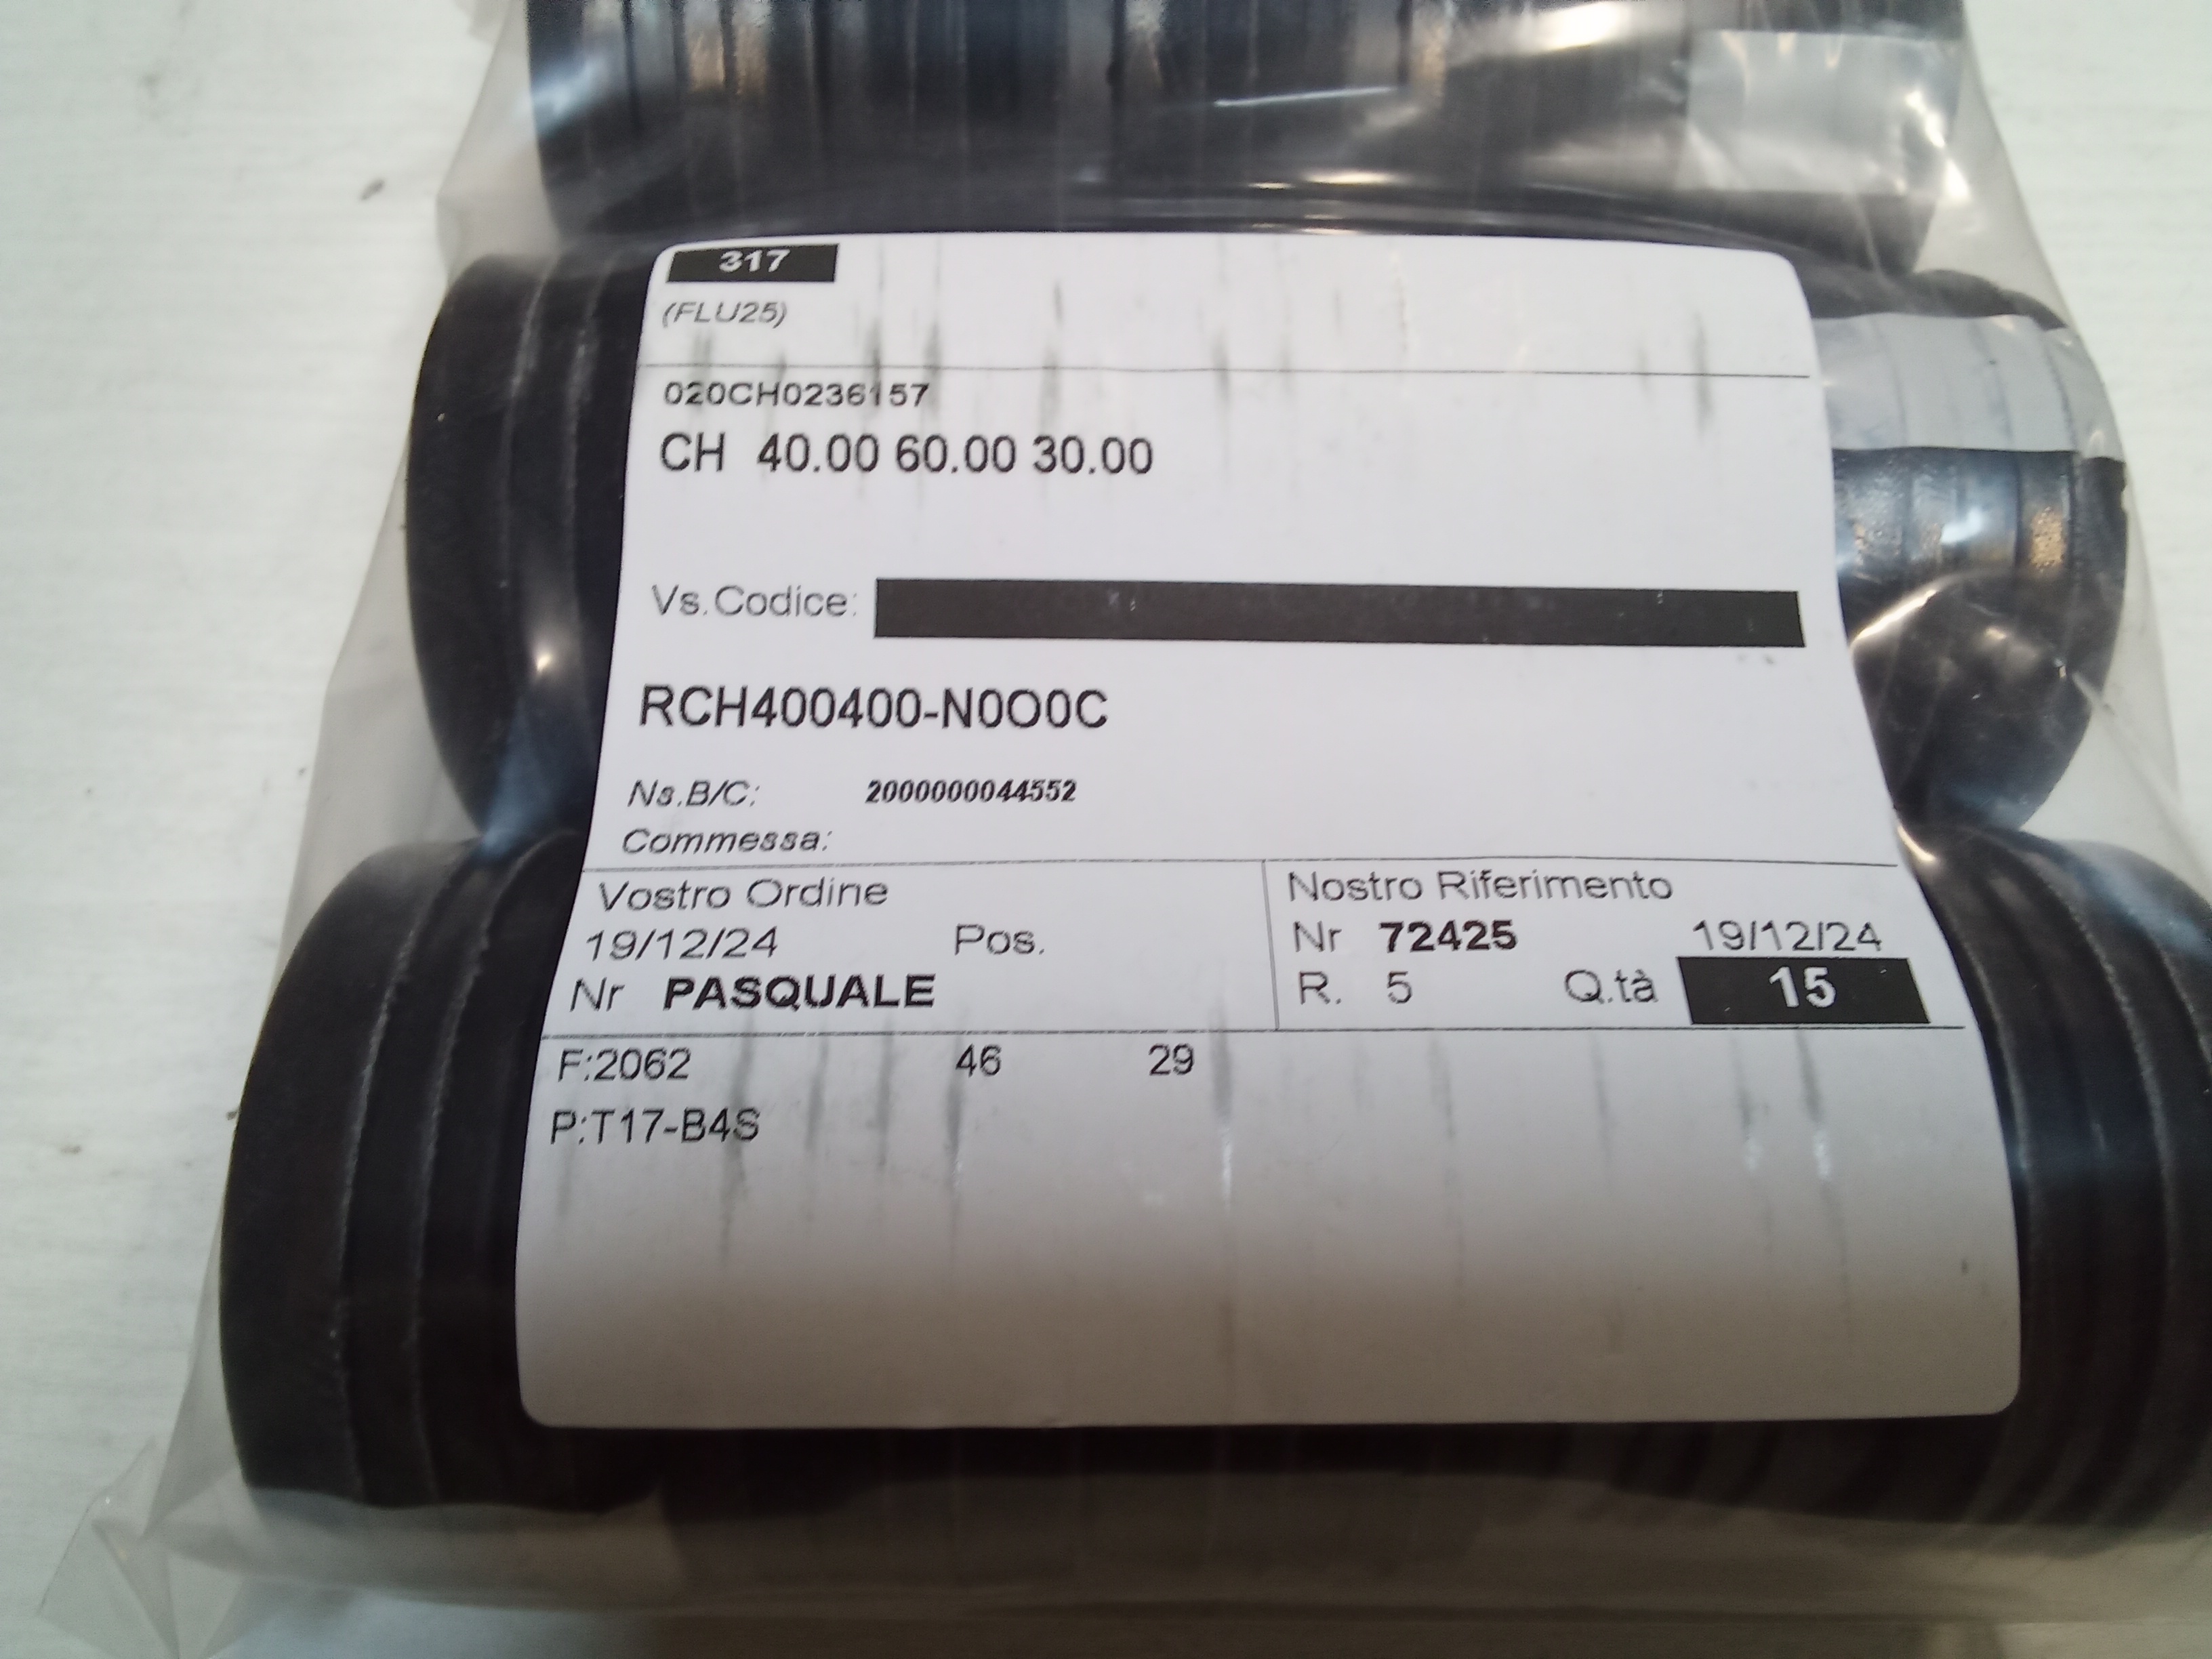 317
(FLU25)
020CH0236157
CH 40.00 60.00 30.00
Vs.Codice:
RCH400400-N0O0C
Ns.B/C: 2000000044552
Commessa:
Vostro Ordine
19/12/24 Pos.
Nr PASQUALE
Nostro Riferimento
Nr 72425 19/12/24
R. 5 Q.tà 15
F:2062 46 29
P:T17-B4S